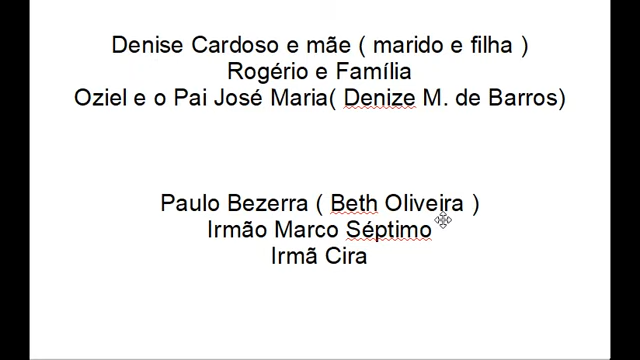 Denise Cardoso e mãe ( marido e filha )
Rogério e Família
Oziel e o Pai José Maria( Denize M. de Barros)
Paulo Bezerra ( Beth Oliveira )
Irmão Marco Séptimo
Irmã Cira